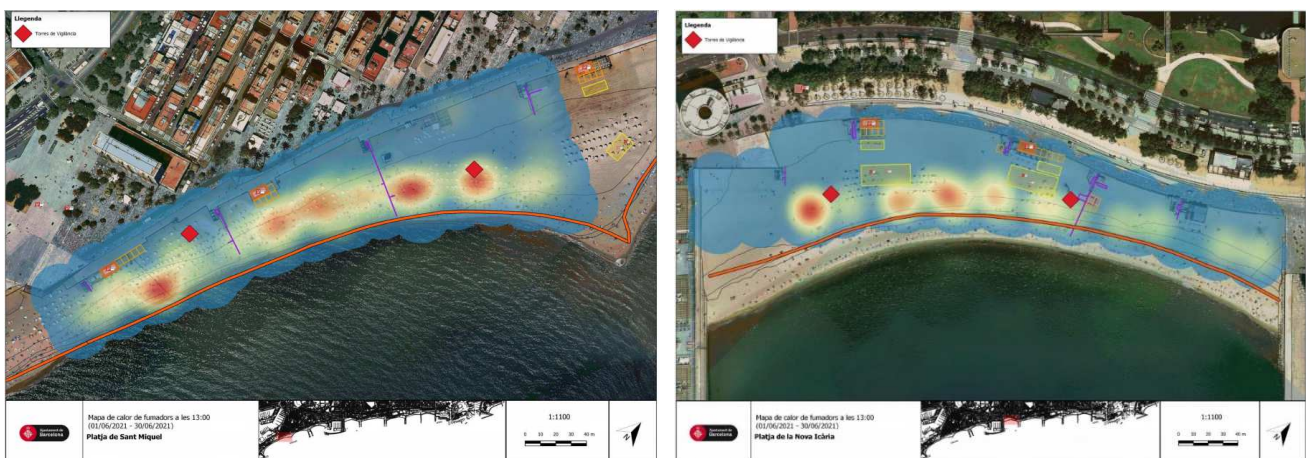 Llegenda
Torres de Vigilància
Ajuntament de
Barcelona
Mapa de calor de fumadors a les 13:00
(01/06/2021 - 30/06/2021)
Platja de Sant Miquel
1:1100
0 10 20 30 40 m
N
Llegenda
Torres de Vigilància
Ajuntament de
Barcelona
Mapa de calor de fumadors a les 13:00
(01/06/2021 - 30/06/2021)
Platja de la Nova Icària
1:1100
0 10 20 30 40 m
N